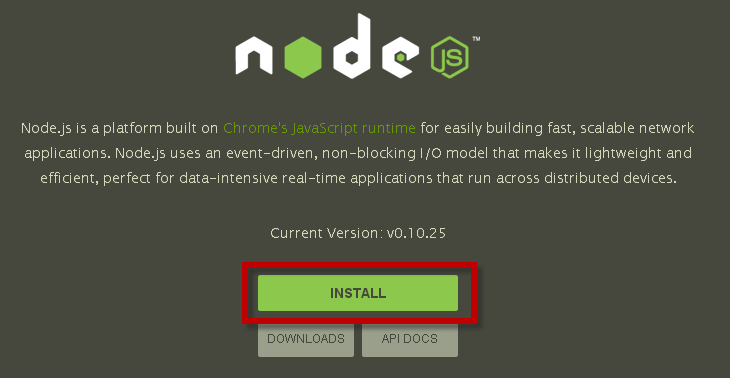 node JS™
Node.js is a platform built on Chrome's JavaScript runtime for easily building fast, scalable network
applications. Node.js uses an event-driven, non-blocking I/O model that makes it lightweight and
efficient, perfect for data-intensive real-time applications that run across distributed devices.
Current Version: v0.10.25
INSTALL
DOWNLOADS API DOCS